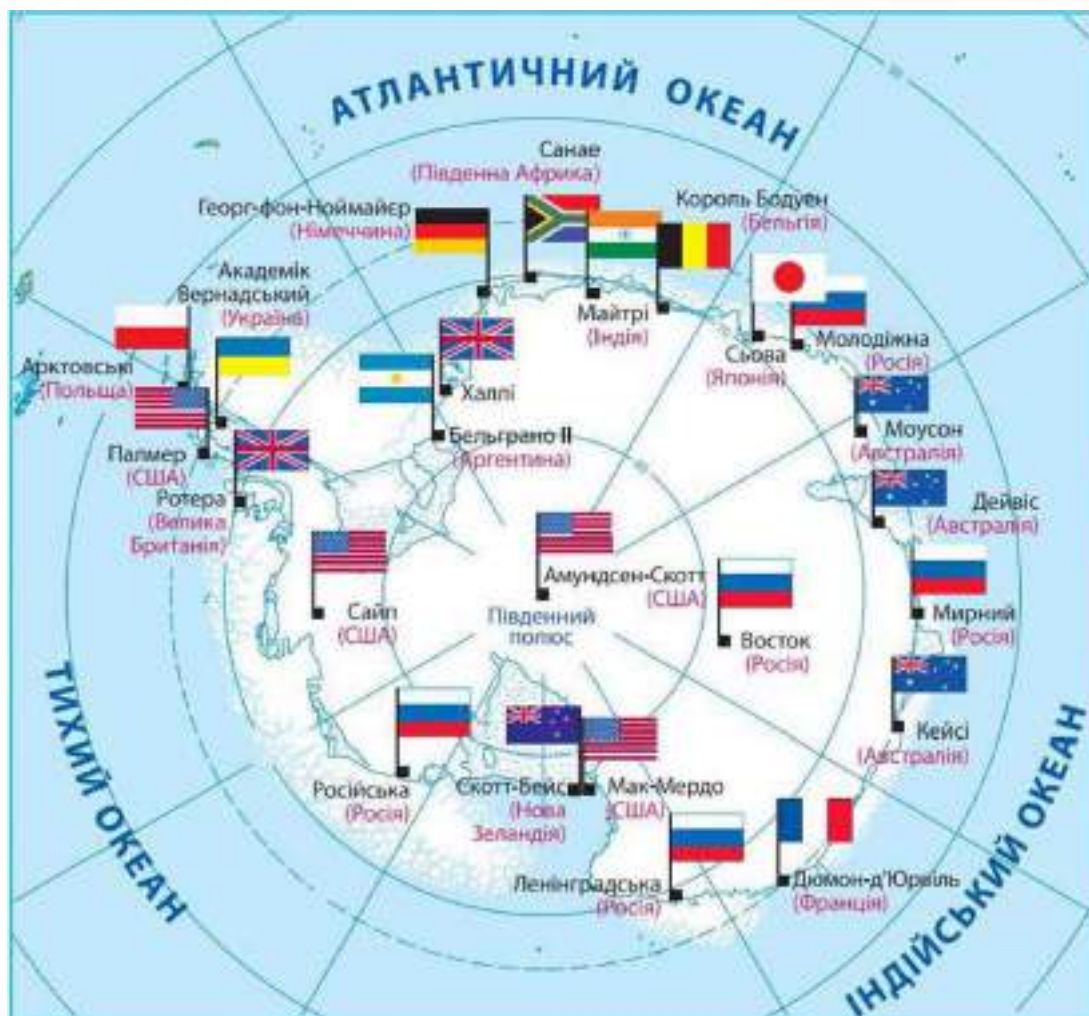 АТЛАНТИЧНИЙ ОКЕАН
Санае
(Південна Африка)
Георг-фон-Ноймайєр
(Німеччина)
Король Бодуен
(Бельгія)
Академік
Вернадський
(Україна)
Майтрі
(Індія)
Сьова
(Японія)
Молодіжна
(Росія)
Арктовські
(Польща)
Халлі
Бельграно II
(Аргентина)
Моусон
(Австралія)
Палмер
(США)
Ротера
(Велика
Британія)
Дейвіс
(Австралія)
Амундсен-Скотт
(США)
Південний
полюс
Сайп
(США)
Восток
(Росія)
Мирний
(Росія)
Кейсі
(Австралія)
Російська
(Росія)
Скотт-Бейс
(Нова
Зеландія)
Мак-Мердо
(США)
Ленінградська
(Росія)
Дюмон-д'Юрвіль
(Франція)
ТИХИЙ ОКЕАН
ІНДІЙСЬКИЙ ОКЕАН